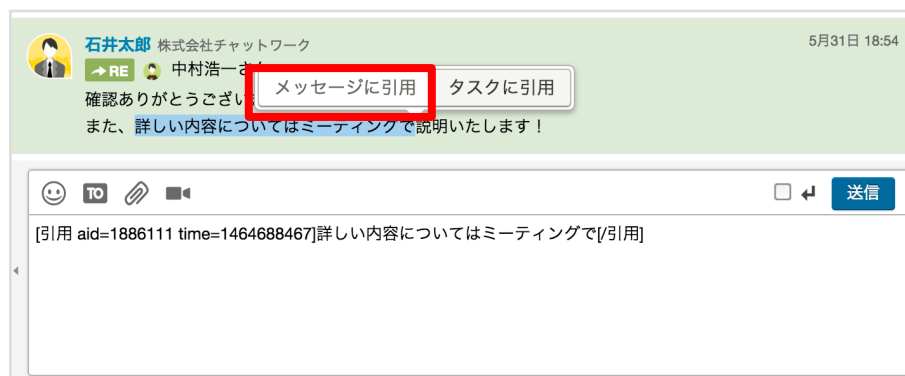 石井太郎 株式会社チャットワーク 5月31日 18:54
RE 中村浩一
メッセージに引用 タスクに引用
確認ありがとうござい
また、詳しい内容についてはミーティングで説明いたします！
TO 送信
[引用 aid=1886111 time=1464688467]詳しい内容についてはミーティングで[/引用]